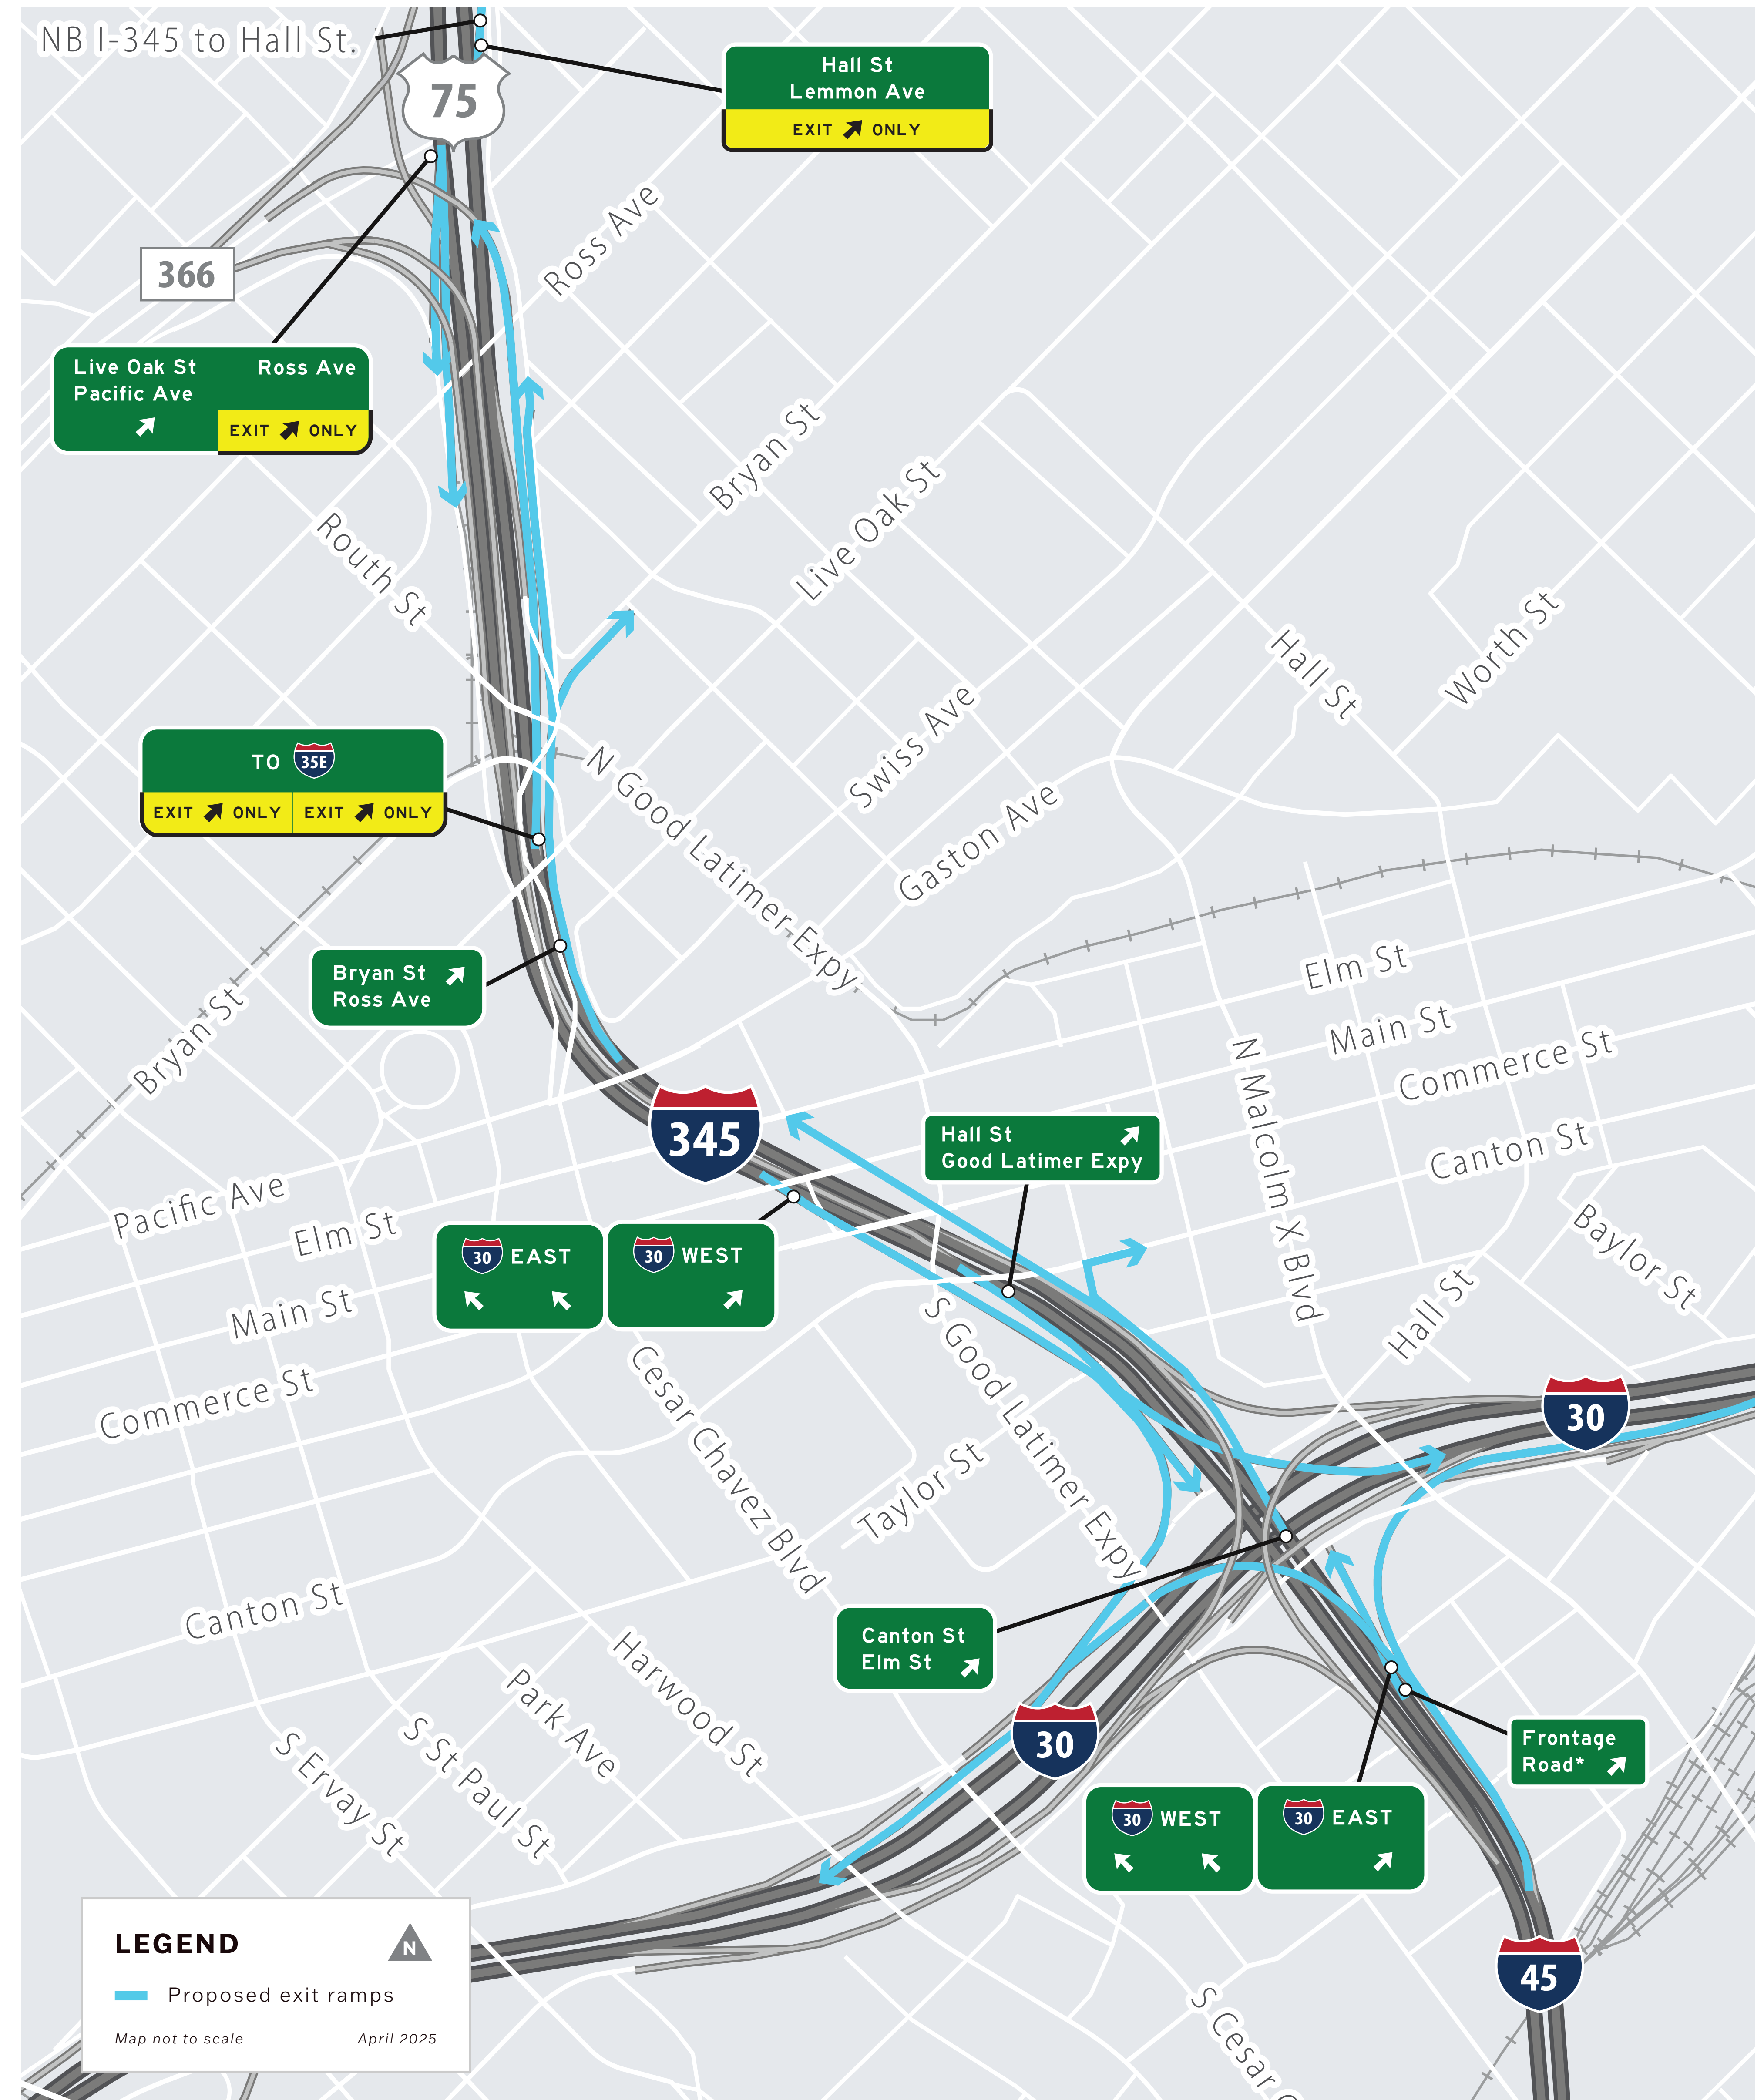 NB I-345 to Hall St.
75
Hall St
Lemmon Ave
EXIT ONLY
Ross Ave
366
Live Oak St
Pacific Ave
Ross Ave
EXIT ONLY
Bryan St
Live Oak St
Routh St
Hall St
Worth St
Swiss Ave
TO 35E
EXIT ONLY EXIT ONLY
N Good Latimer Expy.
Gaston Ave
Bryan St
Ross Ave
Elm St
Main St
Bryan St
Commerce St
N Malcolm X Blvd
345
Hall St
Good Latimer Expy
Canton St
Pacific Ave
Elm St
30 EAST
30 WEST
Baylor St
Main St
Hall St
S Good Latimer Expy
Cesar Chavez Blvd
Commerce St
30
Taylor St
Canton St
Canton St
Elm St
Harwood St
Park Ave
S St Paul St
S Ervay St
30
Frontage
Road*
30 WEST
30 EAST
LEGEND
N
Proposed exit ramps
Map not to scale
April 2025
45
S Cesar